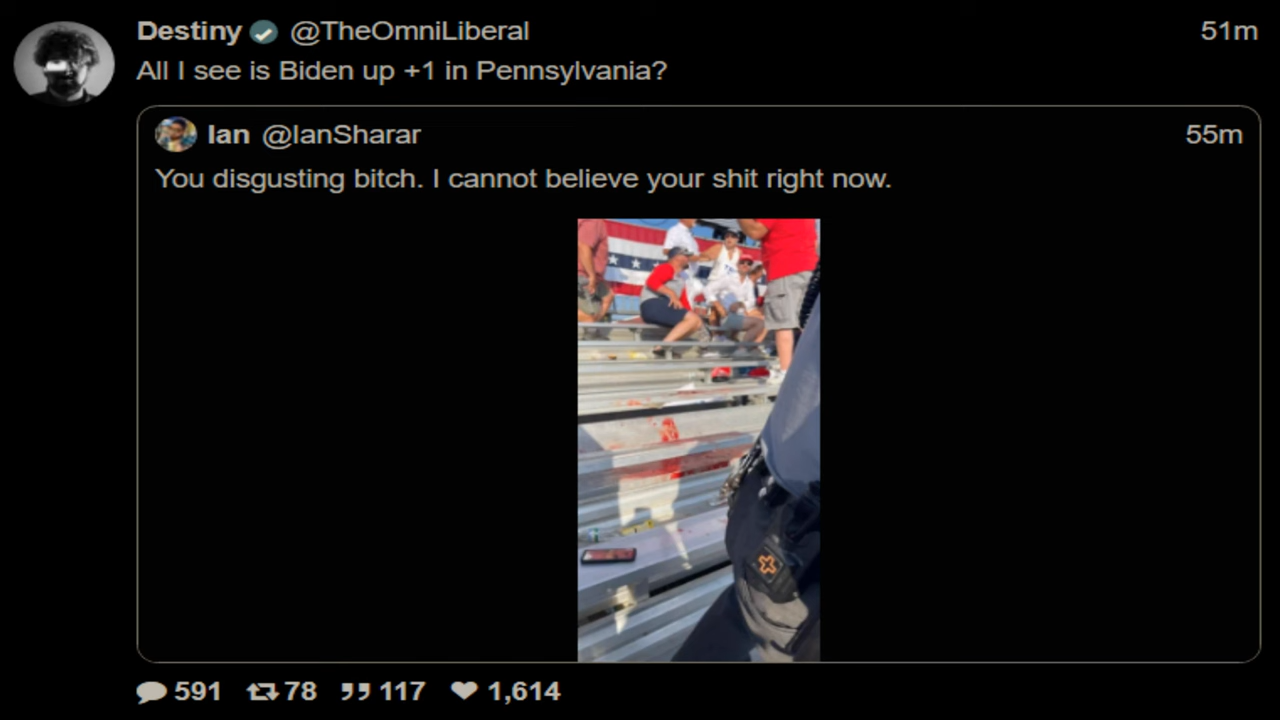 Destiny @TheOmniLiberal 51m
All I see is Biden up +1 in Pennsylvania?
Ian @IanSharar 55m
You disgusting bitch. I cannot believe your shit right now.
591 78 117 1,614